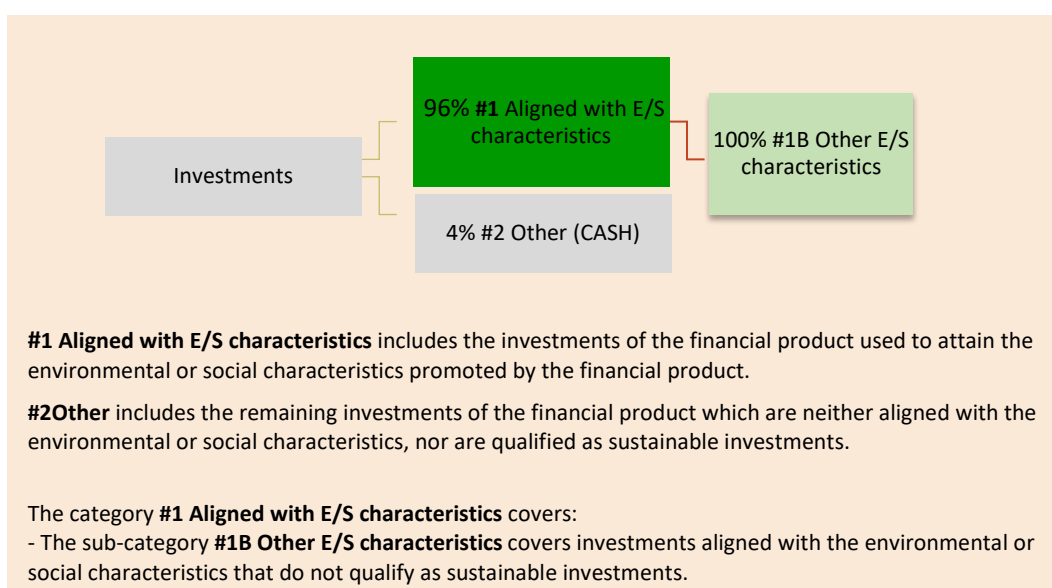 96% #1 Aligned with E/S
characteristics
100% #1B Other E/S
characteristics
Investments
4% #2 Other (CASH)
#1 Aligned with E/S characteristics includes the investments of the financial product used to attain the
environmental or social characteristics promoted by the financial product.
#2Other includes the remaining investments of the financial product which are neither aligned with the
environmental or social characteristics, nor are qualified as sustainable investments.
The category #1 Aligned with E/S characteristics covers:
- The sub-category #1B Other E/S characteristics covers investments aligned with the environmental or
social characteristics that do not qualify as sustainable investments.